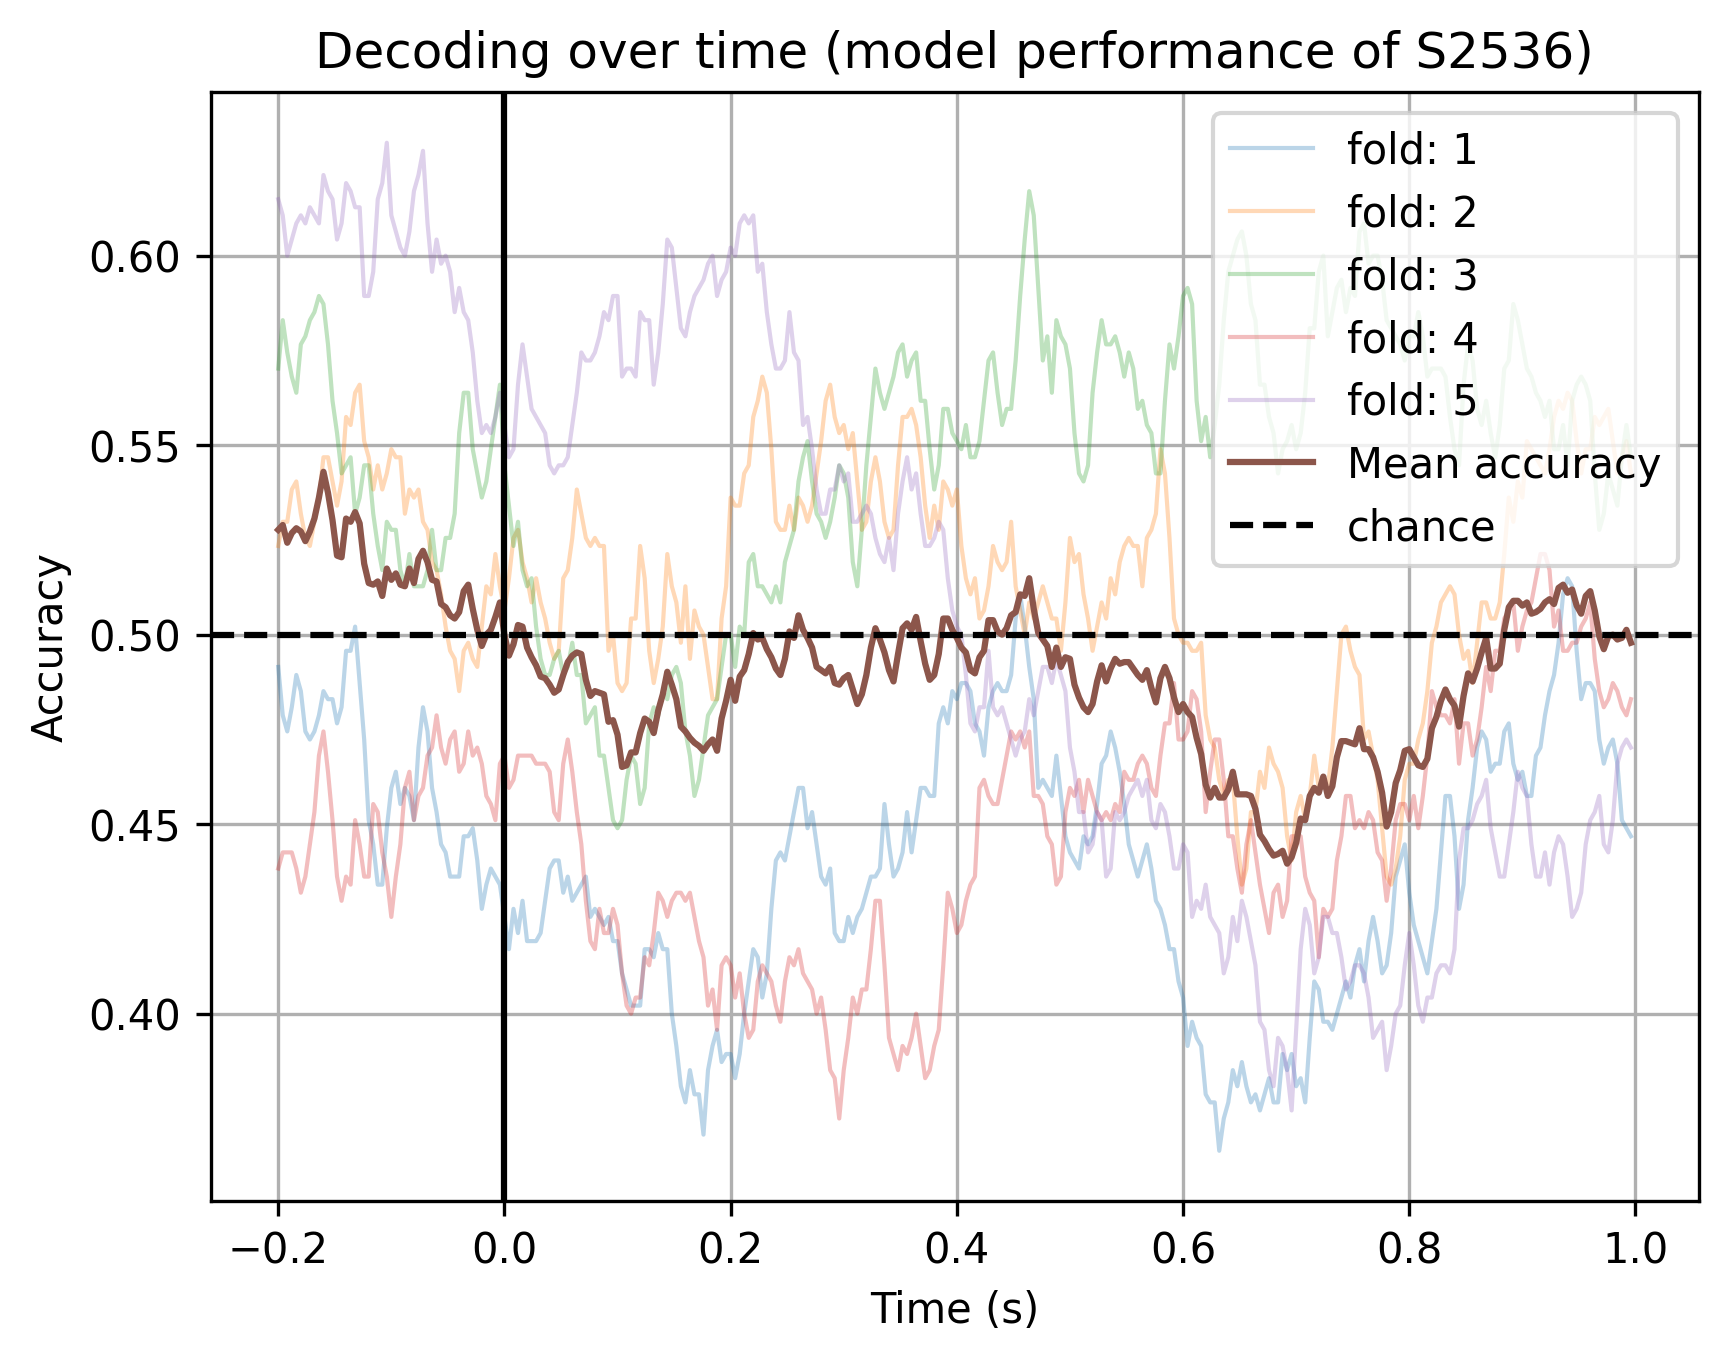 Decoding over time (model performance of S2536)
fold: 1
fold: 2
fold: 3
fold: 4
fold: 5
Mean accuracy
chance
Accuracy
0.60
0.55
0.50
0.45
0.40
−0.2
0.0
0.2
0.4
0.6
0.8
1.0
Time (s)